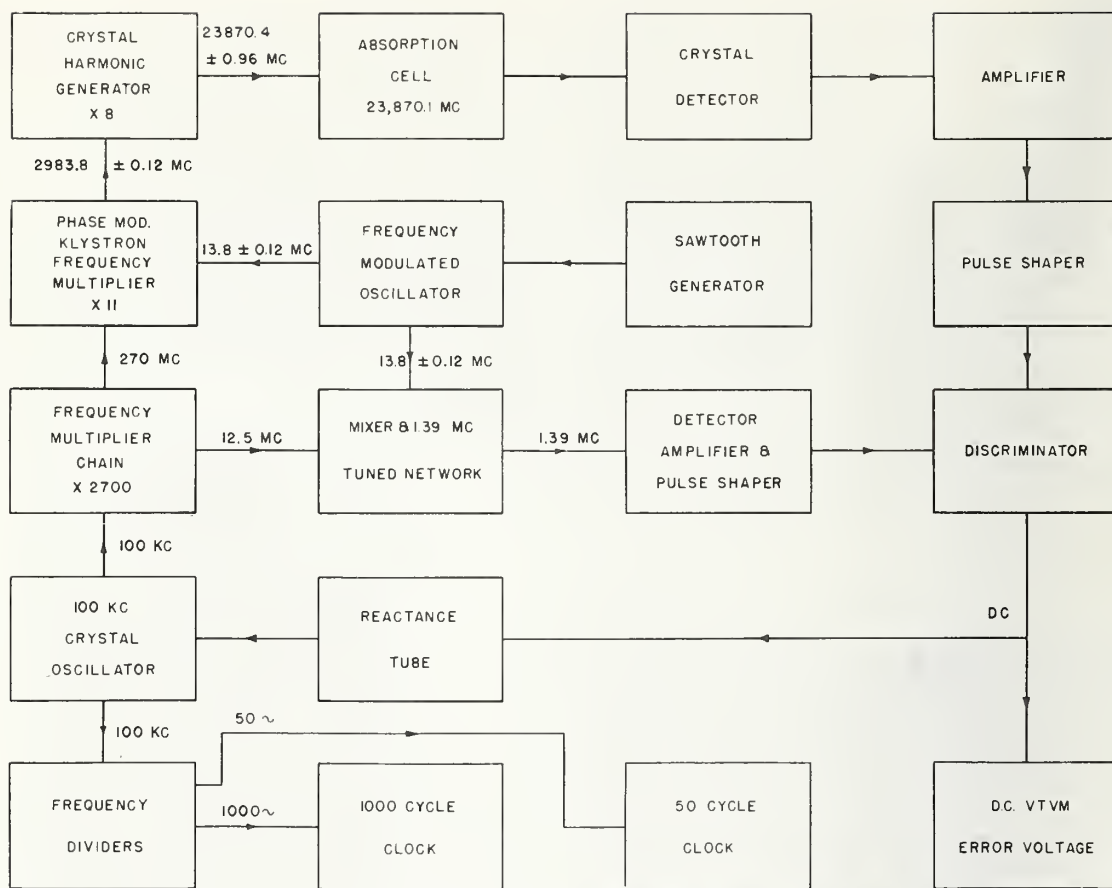 CRYSTAL
HARMONIC
GENERATOR
X 8
23870.4
± 0.96 MC
ABSORPTION
CELL
23,870.1 MC
CRYSTAL
DETECTOR
AMPLIFIER
2983.8 ± 0.12 MC
PHASE MOD.
KLYSTRON
FREQUENCY
MULTIPLIER
X 11
13.8 ± 0.12 MC
FREQUENCY
MODULATED
OSCILLATOR
SAWTOOTH
GENERATOR
PULSE SHAPER
270 MC
13.8 ± 0.12 MC
FREQUENCY
MULTIPLIER
CHAIN
X 2700
12.5 MC
MIXER & 1.39 MC
TUNED NETWORK
1.39 MC
DETECTOR
AMPLIFIER &
PULSE SHAPER
DISCRIMINATOR
100 KC
100 KC
CRYSTAL
OSCILLATOR
REACTANCE
TUBE
DC
100 KC
50 ~
FREQUENCY
DIVIDERS
1000~
1000 CYCLE
CLOCK
50 CYCLE
CLOCK
D.C. VTVM
ERROR VOLTAGE